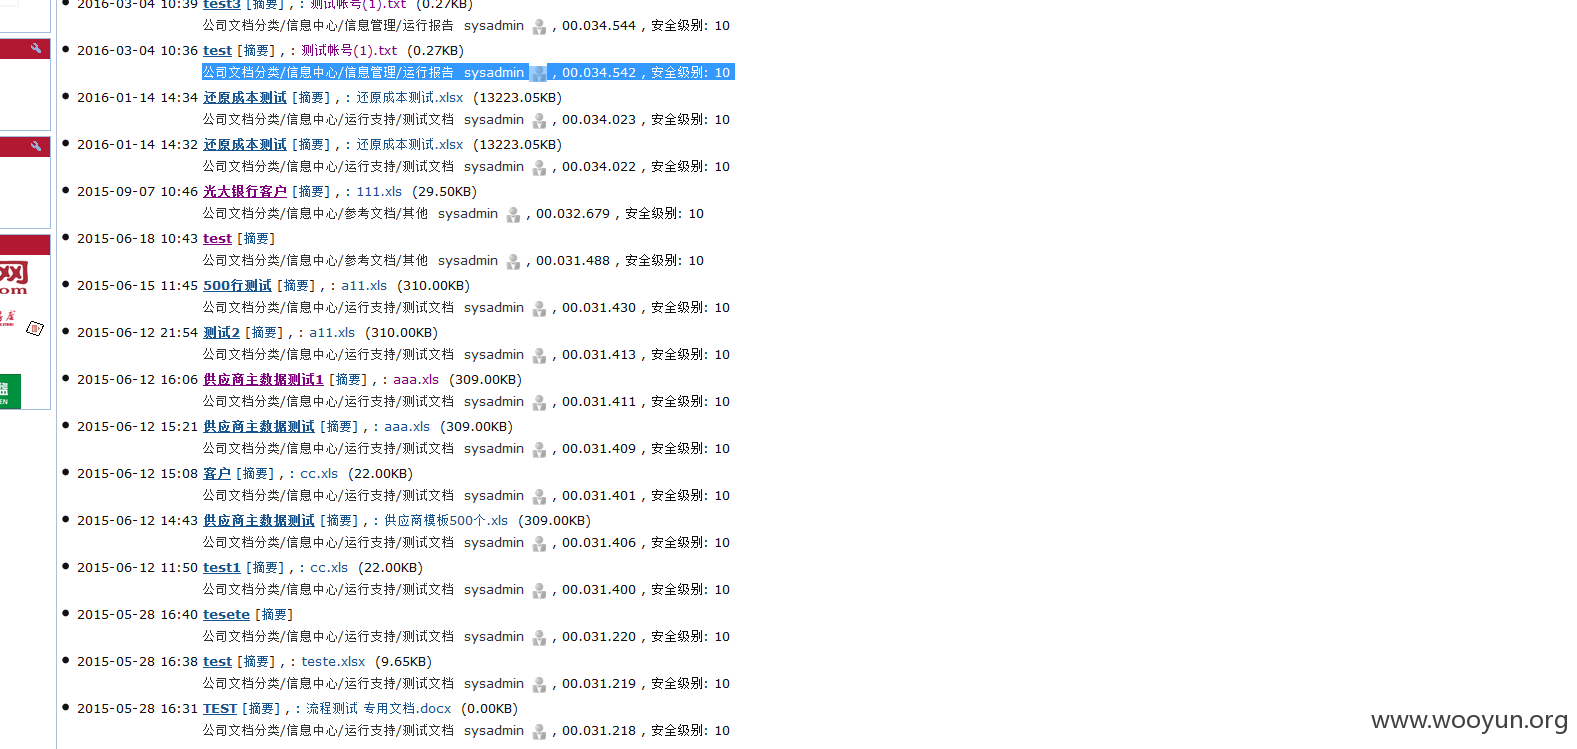 2016-03-04 10:39 test3 [摘要] , : 测试帐号(1).txt (0.27KB)
公司文档分类/信息中心/信息管理/运行报告 sysadmin , 00.034.544 , 安全级别: 10
2016-03-04 10:36 test [摘要] , : 测试帐号(1).txt (0.27KB)
公司文档分类/信息中心/信息管理/运行报告 sysadmin , 00.034.542 , 安全级别: 10
2016-01-14 14:34 还原成本测试 [摘要] , : 还原成本测试.xlsx (13223.05KB)
公司文档分类/信息中心/运行支持/测试文档 sysadmin , 00.034.023 , 安全级别: 10
2016-01-14 14:32 还原成本测试 [摘要] , : 还原成本测试.xlsx (13223.05KB)
公司文档分类/信息中心/运行支持/测试文档 sysadmin , 00.034.022 , 安全级别: 10
2015-09-07 10:46 光大银行客户 [摘要] , : 111.xls (29.50KB)
公司文档分类/信息中心/参考文档/其他 sysadmin , 00.032.679 , 安全级别: 10
2015-06-18 10:43 test [摘要]
公司文档分类/信息中心/参考文档/其他 sysadmin , 00.031.488 , 安全级别: 10
2015-06-15 11:45 500行测试 [摘要] , : a11.xls (310.00KB)
公司文档分类/信息中心/运行支持/测试文档 sysadmin , 00.031.430 , 安全级别: 10
2015-06-12 21:54 测试2 [摘要] , : a11.xls (310.00KB)
公司文档分类/信息中心/运行支持/测试文档 sysadmin , 00.031.413 , 安全级别: 10
2015-06-12 16:06 供应商主数据测试1 [摘要] , : aaa.xls (309.00KB)
公司文档分类/信息中心/运行支持/测试文档 sysadmin , 00.031.411 , 安全级别: 10
2015-06-12 15:21 供应商主数据测试 [摘要] , : aaa.xls (309.00KB)
公司文档分类/信息中心/运行支持/测试文档 sysadmin , 00.031.409 , 安全级别: 10
2015-06-12 15:08 客户 [摘要] , : cc.xls (22.00KB)
公司文档分类/信息中心/运行支持/测试文档 sysadmin , 00.031.401 , 安全级别: 10
2015-06-12 14:43 供应商主数据测试 [摘要] , : 供应商模板500个.xls (309.00KB)
公司文档分类/信息中心/运行支持/测试文档 sysadmin , 00.031.406 , 安全级别: 10
2015-06-12 11:50 test1 [摘要] , : cc.xls (22.00KB)
公司文档分类/信息中心/运行支持/测试文档 sysadmin , 00.031.400 , 安全级别: 10
2015-05-28 16:40 tesete [摘要]
公司文档分类/信息中心/运行支持/测试文档 sysadmin , 00.031.220 , 安全级别: 10
2015-05-28 16:38 test [摘要] , : teste.xlsx (9.65KB)
公司文档分类/信息中心/运行支持/测试文档 sysadmin , 00.031.219 , 安全级别: 10
2015-05-28 16:31 TEST [摘要] , : 流程测试 专用文档.docx (0.00KB)
公司文档分类/信息中心/运行支持/测试文档 sysadmin , 00.031.218 , 安全级别: 10
网
om
EN
www.wooyun.org